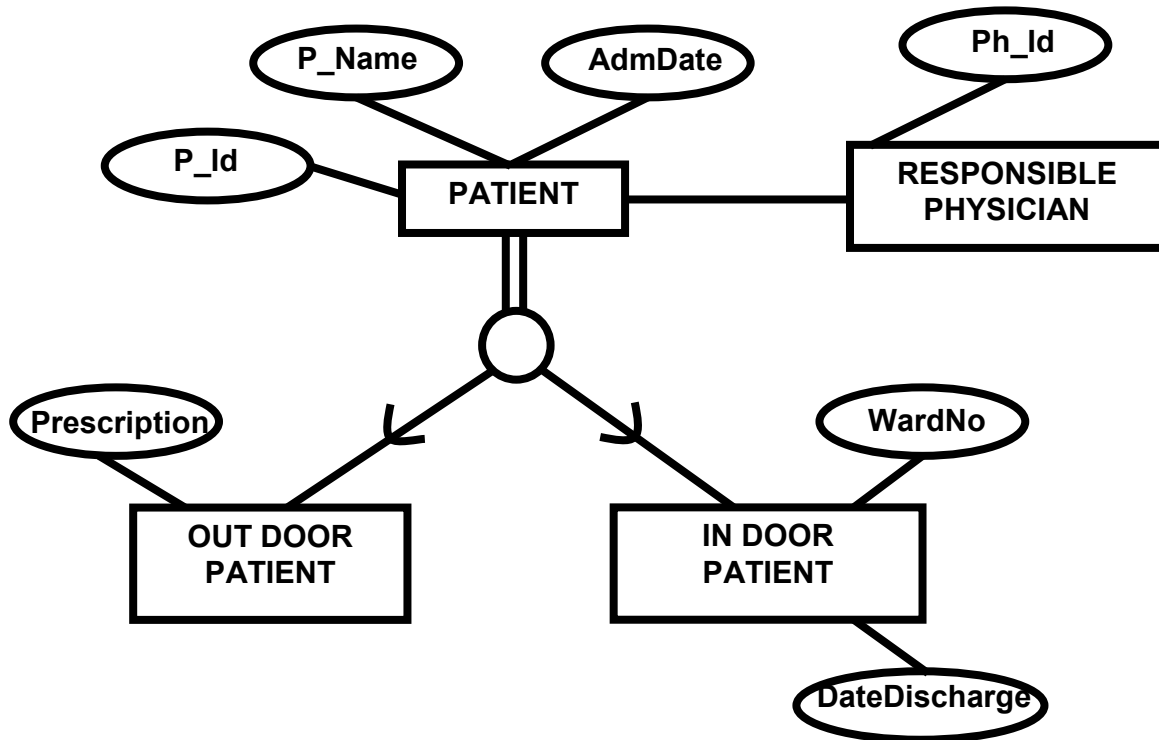 P_Name
AdmDate
Ph_Id
P_Id
PATIENT
RESPONSIBLE
PHYSICIAN
Prescription
WardNo
OUT DOOR
PATIENT
IN DOOR
PATIENT
DateDischarge